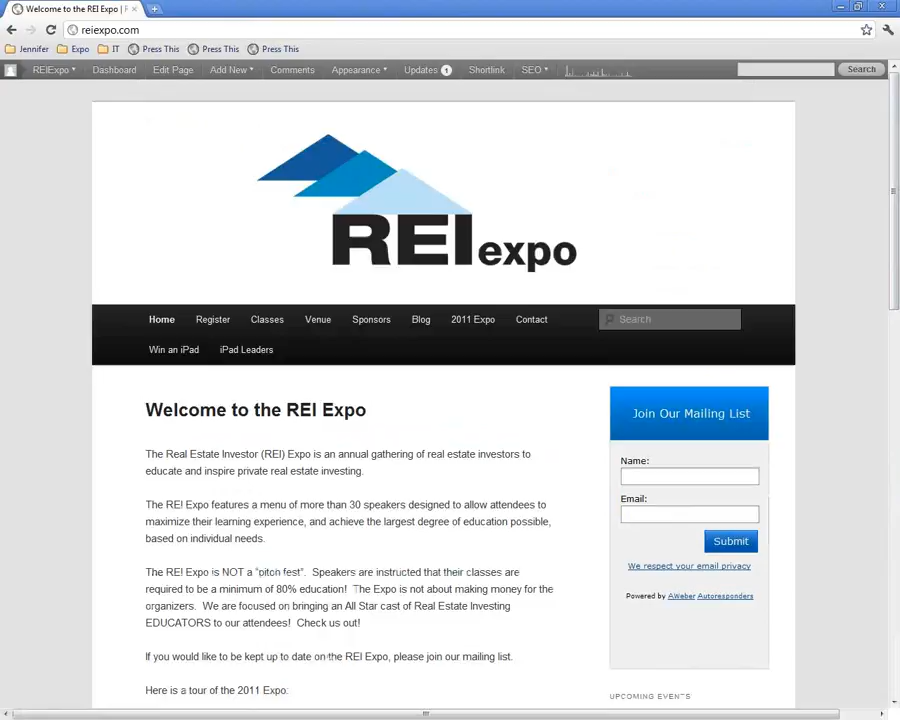 Welcome to the REI Expo | F
reiexpo.com
Jennifer Expo IT Press This Press This Press This
REIExpo Dashboard Edit Page Add New Comments Appearance Updates 1 Shortlink SEO Search
REI expo
Home Register Classes Venue Sponsors Blog 2011 Expo Contact Search
Win an iPad iPad Leaders
Welcome to the REI Expo
The Real Estate Investor (REI) Expo is an annual gathering of real estate investors to
educate and inspire private real estate investing.
The REI Expo features a menu of more than 30 speakers designed to allow attendees to
maximize their learning experience, and achieve the largest degree of education possible,
based on individual needs.
The REI Expo is NOT a "pitch fest". Speakers are instructed that their classes are
required to be a minimum of 80% education! The Expo is not about making money for the
organizers. We are focused on bringing an All Star cast of Real Estate Investing
EDUCATORS to our attendees! Check us out!
If you would like to be kept up to date on the REI Expo, please join our mailing list.
Here is a tour of the 2011 Expo:
Join Our Mailing List
Name:
Email:
Submit
We respect your email privacy
Powered by AWeber Autoresponders
UPCOMING EVENTS